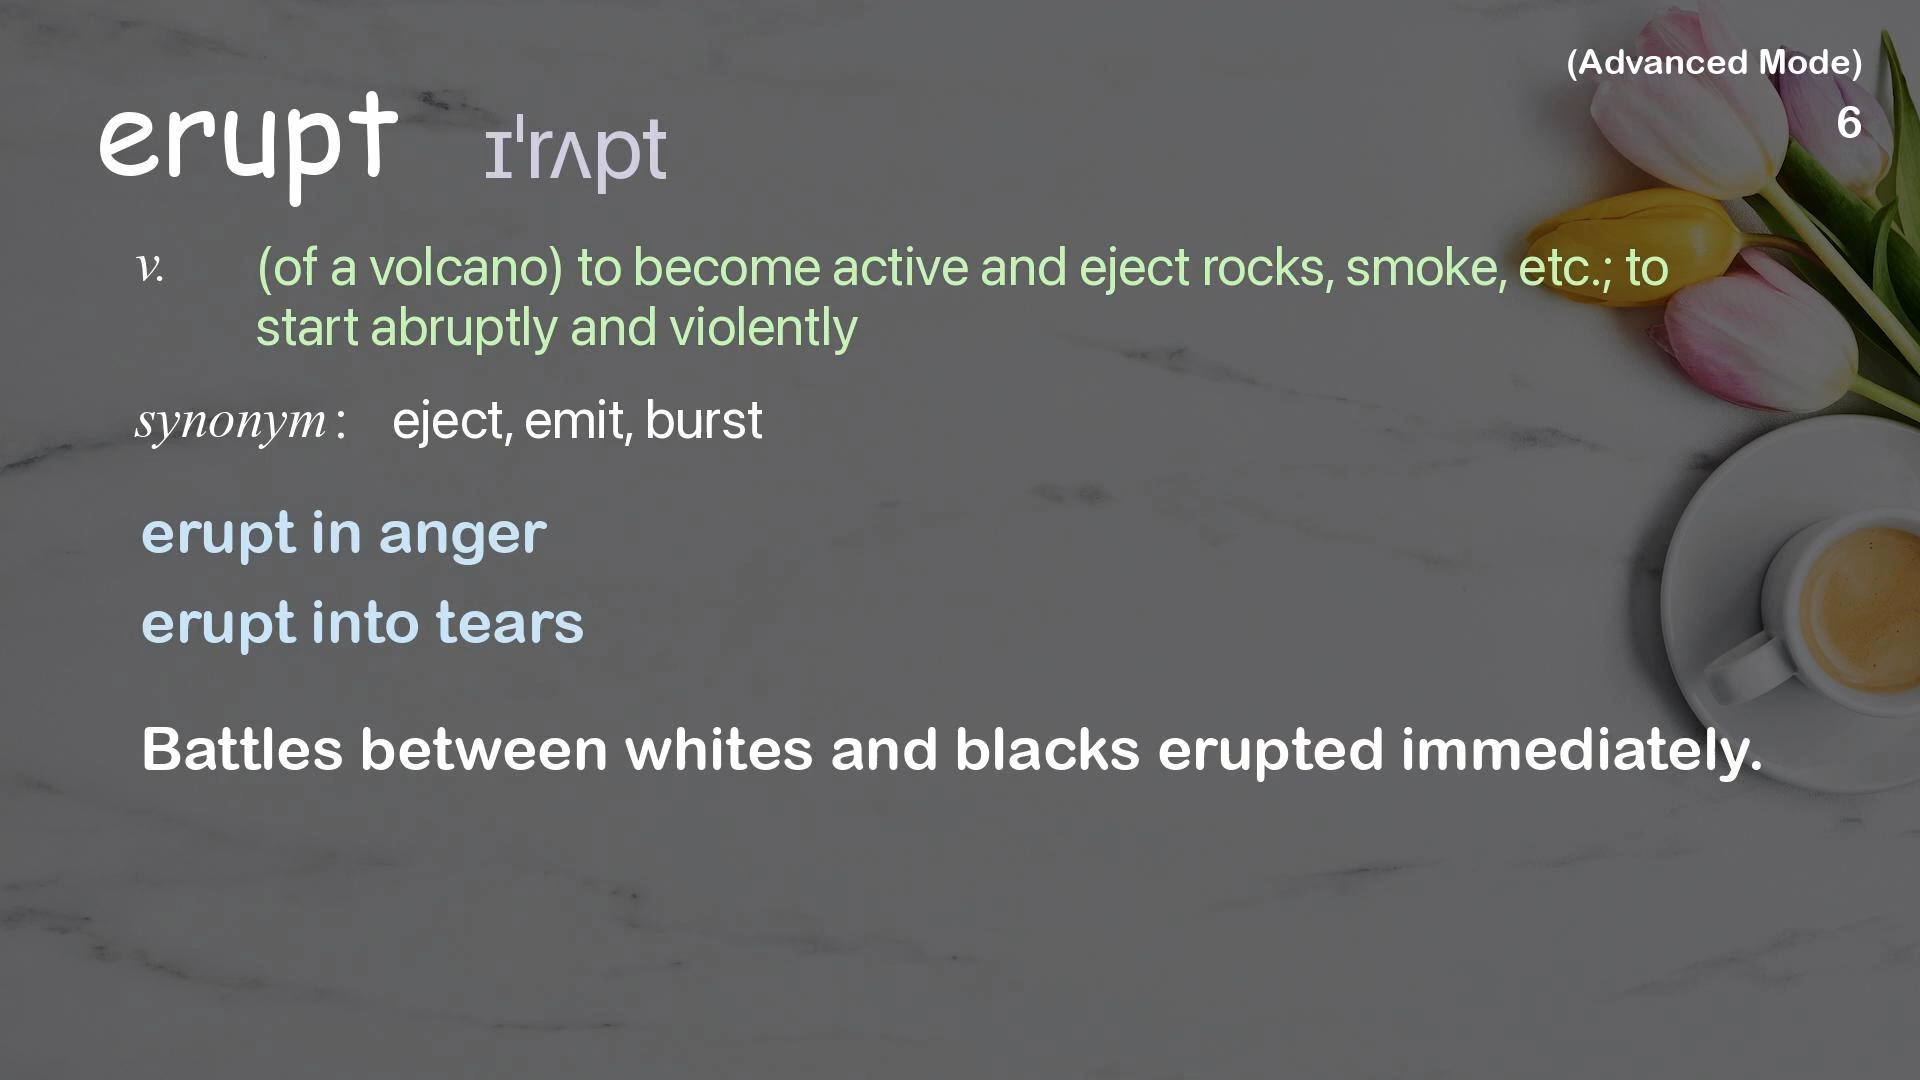 (Advanced Mode)
6
erupt ɪˈrʌpt
v. (of a volcano) to become active and eject rocks, smoke, etc.; to
start abruptly and violently
synonym : eject, emit, burst
erupt in anger
erupt into tears
Battles between whites and blacks erupted immediately.